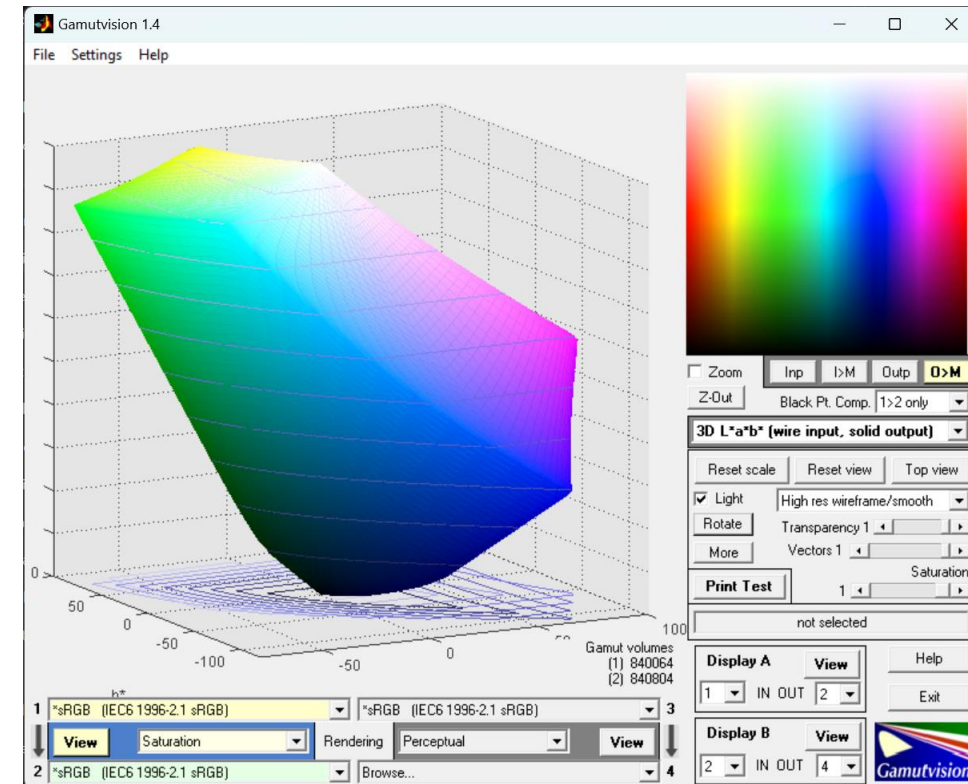 Gamutvision 1.4
File Settings Help
Zoom Inp I>M Outp O>M
Z-Out Black Pt. Comp. 1>2 only
3D L*a*b* (wire input, solid output)
Reset scale Reset view Top view
Light High res wireframe/smooth
Rotate Transparency 1
More Vectors 1
Saturation
Print Test 1
not selected
0
50
0
-50
-100
-50
0
100
Gamut volumes
(1) 840064
(2) 840804
Display A View Help
1 IN OUT 2 Exit
1 *sRGB (IEC6 1996-2.1 sRGB) *sRGB (IEC6 1996-2.1 sRGB) 3
View Saturation Rendering Perceptual View
2 *sRGB (IEC6 1996-2.1 sRGB) Browse... 4
Display B View
2 IN OUT 4
Gamutvision